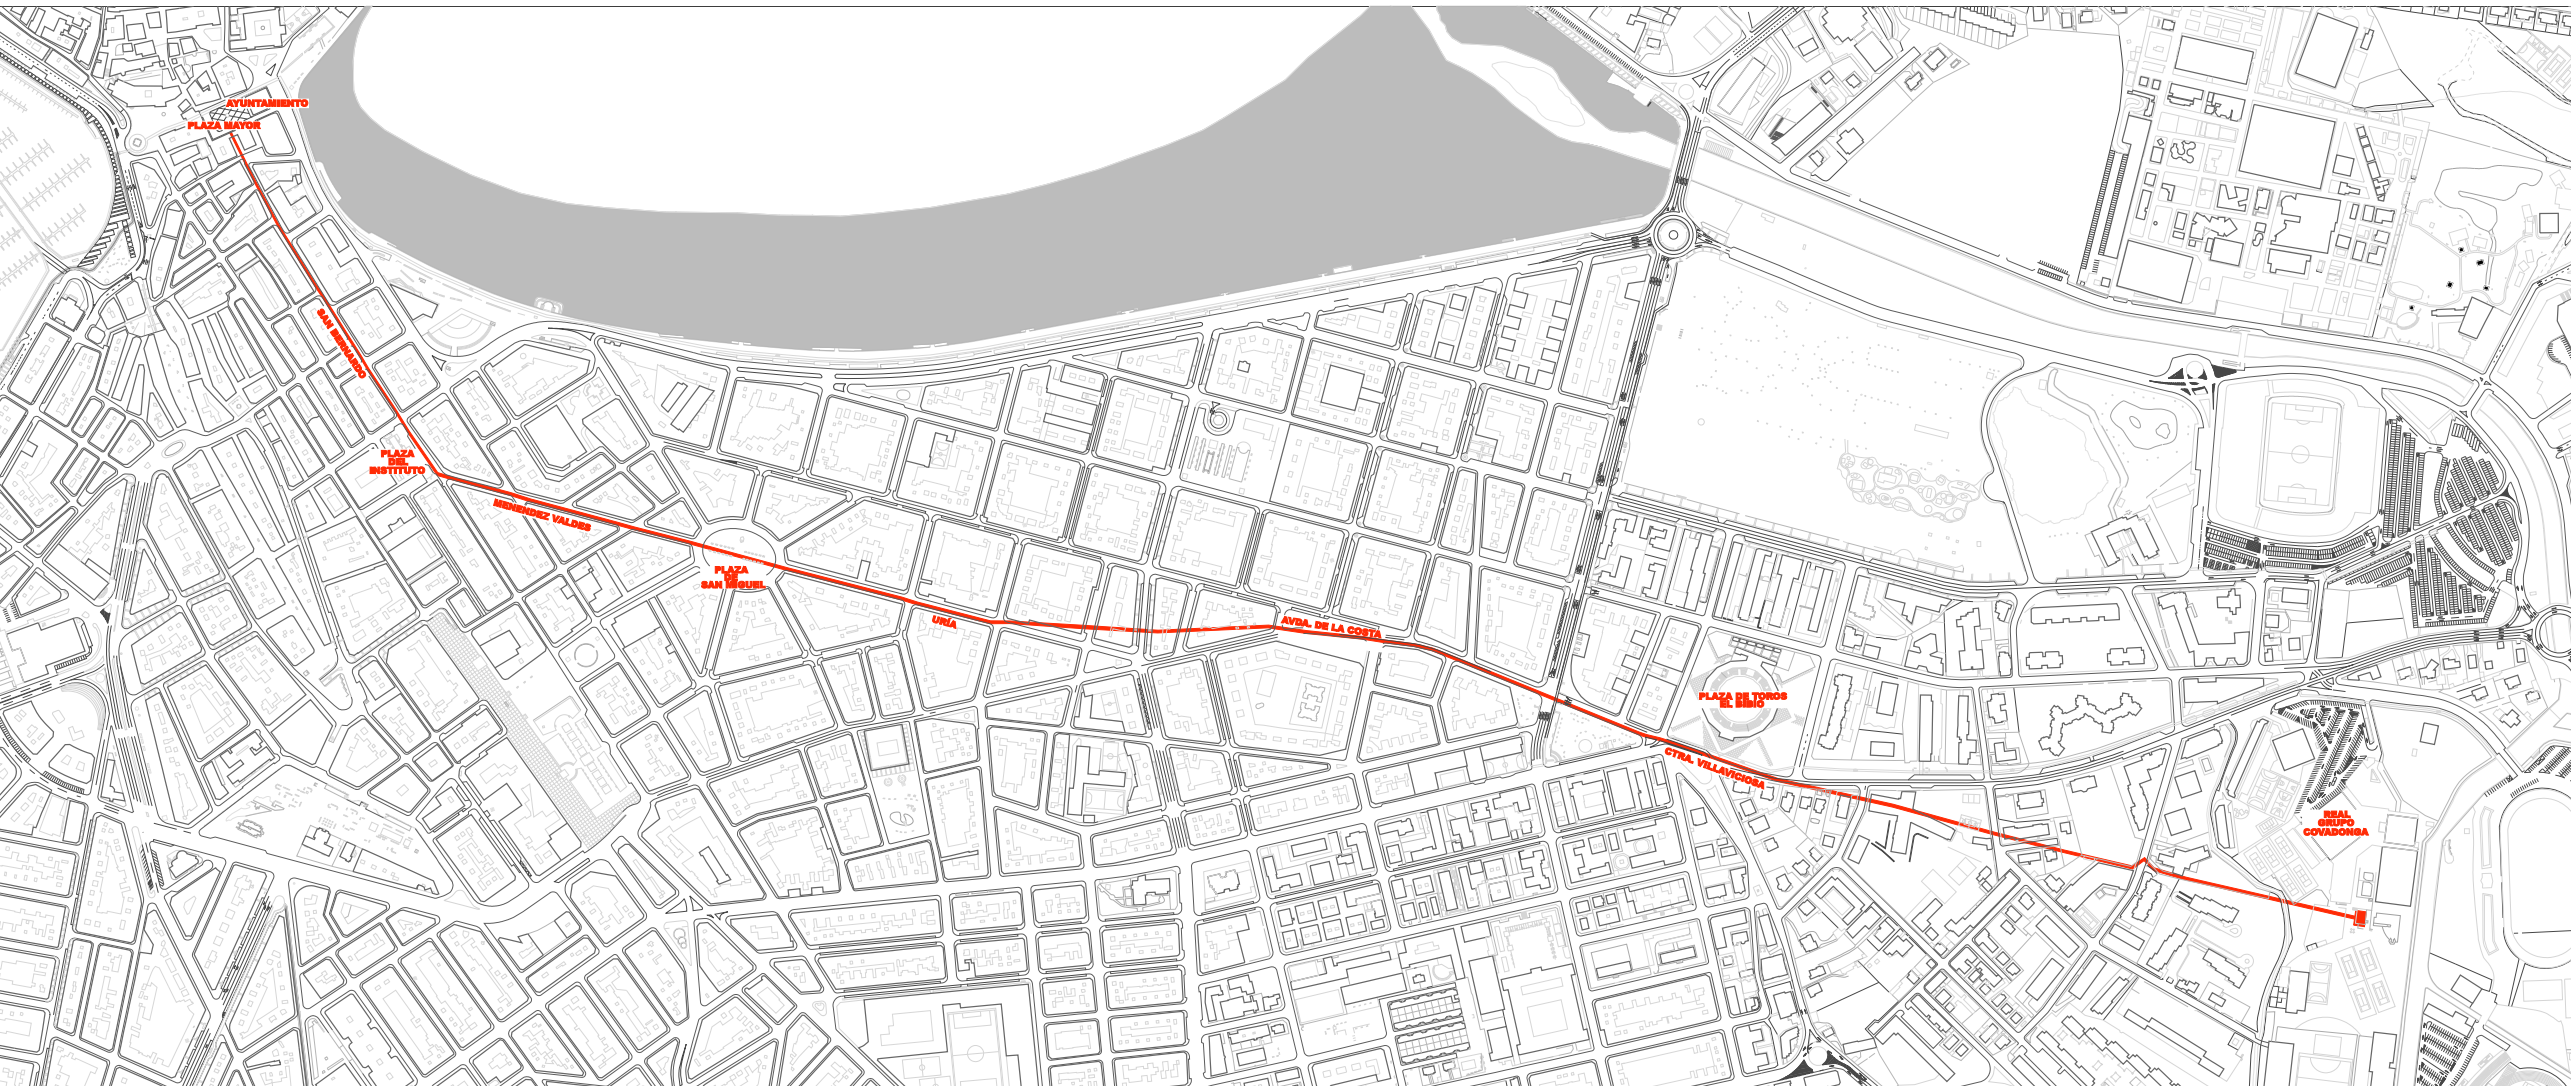 AYUNTAMIENTO
PLAZA MAYOR
SAN BERNARDO
PLAZA
DEL
INSTITUTO
MENENDEZ VALDES
PLAZA
DE
SAN MIGUEL
URÍA
AVDA. DE LA COSTA
PLAZA DE TOROS
EL BIBIO
CTRA. VILLAVICIOSA
REAL
GRUPO
COVADONGA